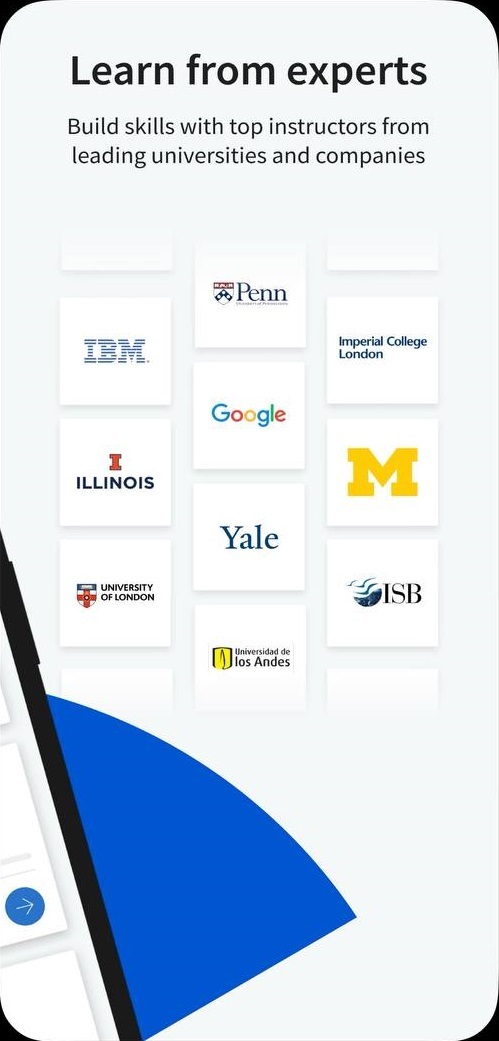 Learn from experts
Build skills with top instructors from
leading universities and companies
Penn
IBM
Imperial College
London
Google
I
ILLINOIS
M
Yale
UNIVERSITY
OF LONDON
ISB
Universidad de
los Andes